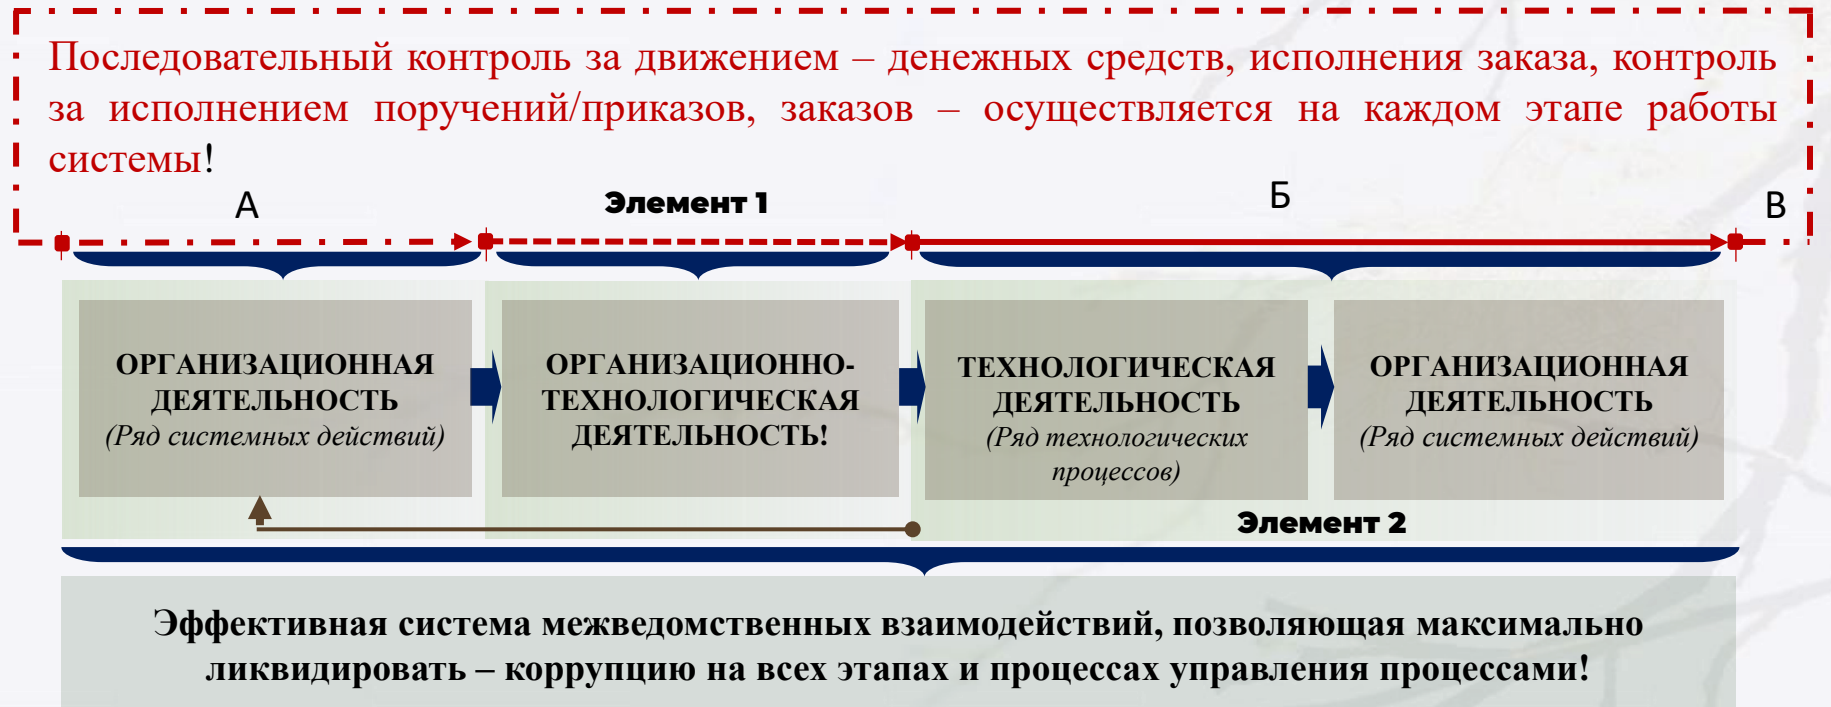 Последовательный контроль за движением – денежных средств, исполнения заказа, контроль
за исполнением поручений/приказов, заказов – осуществляется на каждом этапе работы
системы!
А
Элемент 1
Б
В
ОРГАНИЗАЦИОННАЯ
ДЕЯТЕЛЬНОСТЬ
(Ряд системных действий)
ОРГАНИЗАЦИОННО-
ТЕХНОЛОГИЧЕСКАЯ
ДЕЯТЕЛЬНОСТЬ!
ТЕХНОЛОГИЧЕСКАЯ
ДЕЯТЕЛЬНОСТЬ
(Ряд технологических
процессов)
ОРГАНИЗАЦИОННАЯ
ДЕЯТЕЛЬНОСТЬ
(Ряд системных действий)
Элемент 2
Эффективная система межведомственных взаимодействий, позволяющая максимально
ликвидировать – коррупцию на всех этапах и процессах управления процессами!